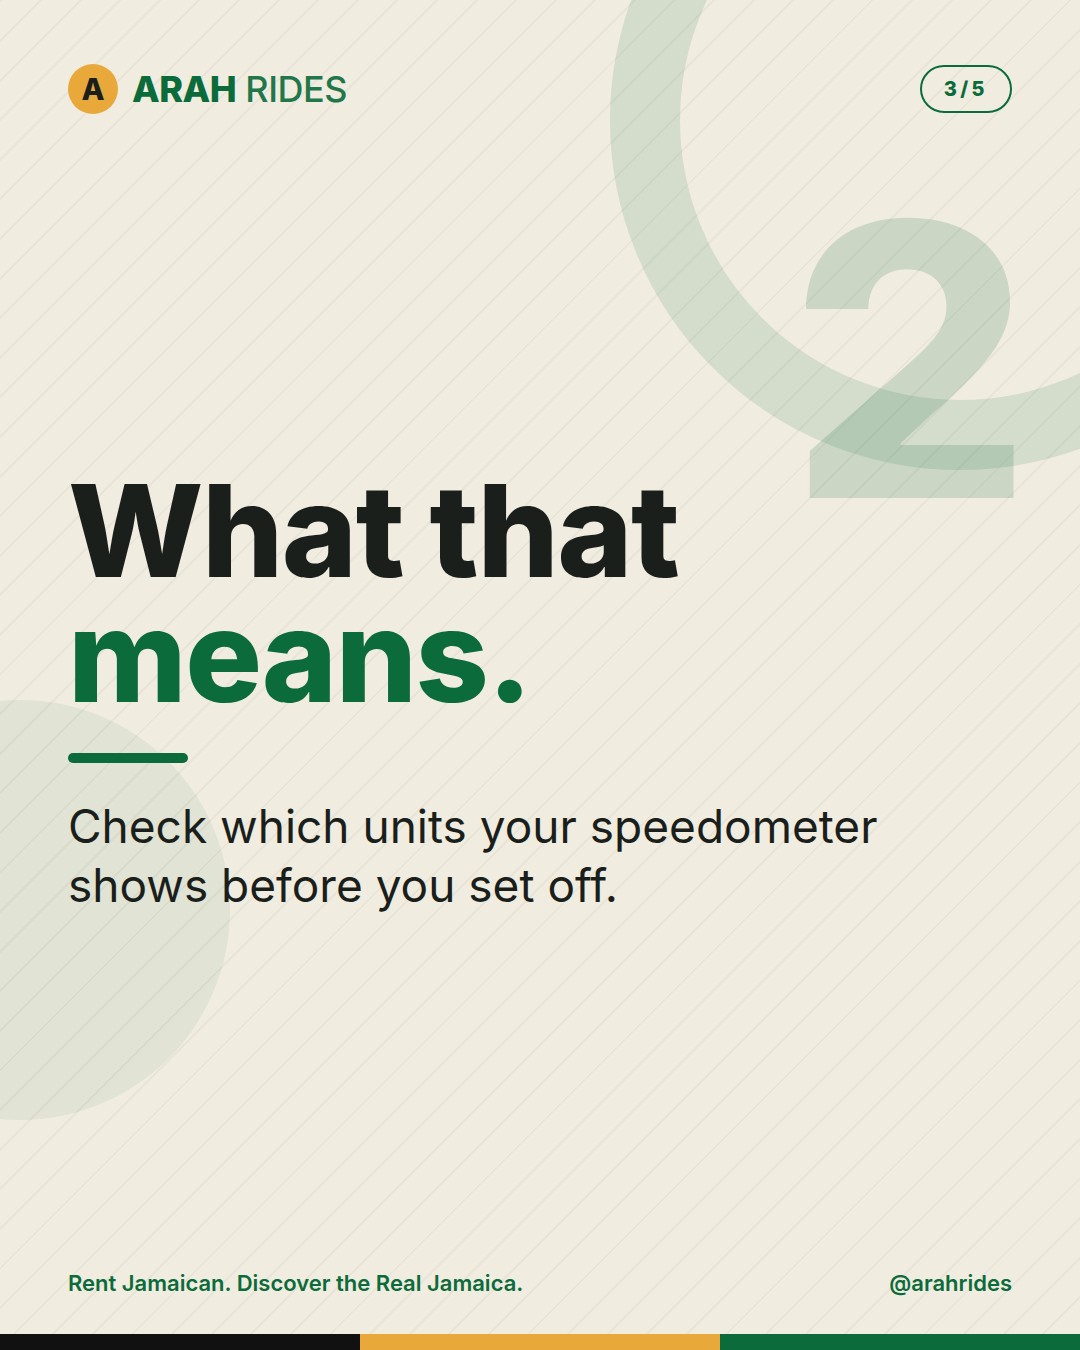 A ARAH RIDES
3/5
2
What that
means.
Check which units your speedometer
shows before you set off.
Rent Jamaican. Discover the Real Jamaica.
@arahrides